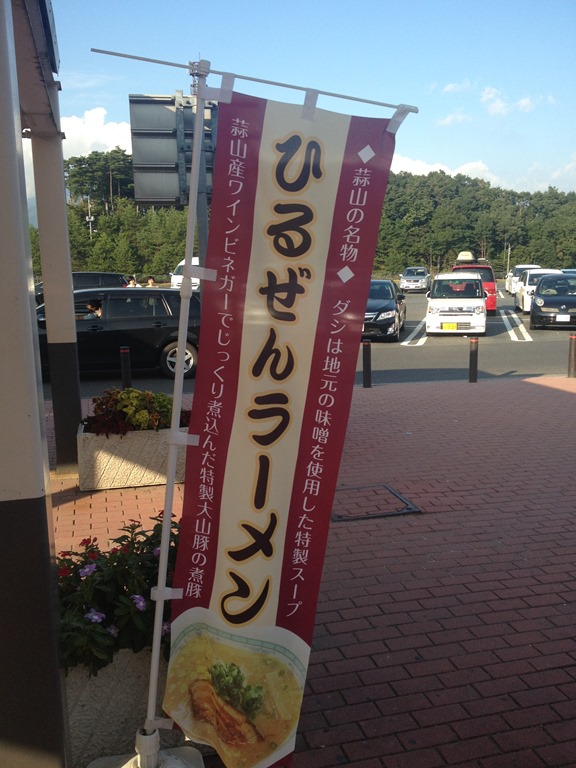 ◆蒜山の名物◆ ダシは地元の味噌を使用した特製スープ
ひるぜんラーメン
蒜山産ワインビネガーでじっくり煮込んだ特製大山豚の煮豚